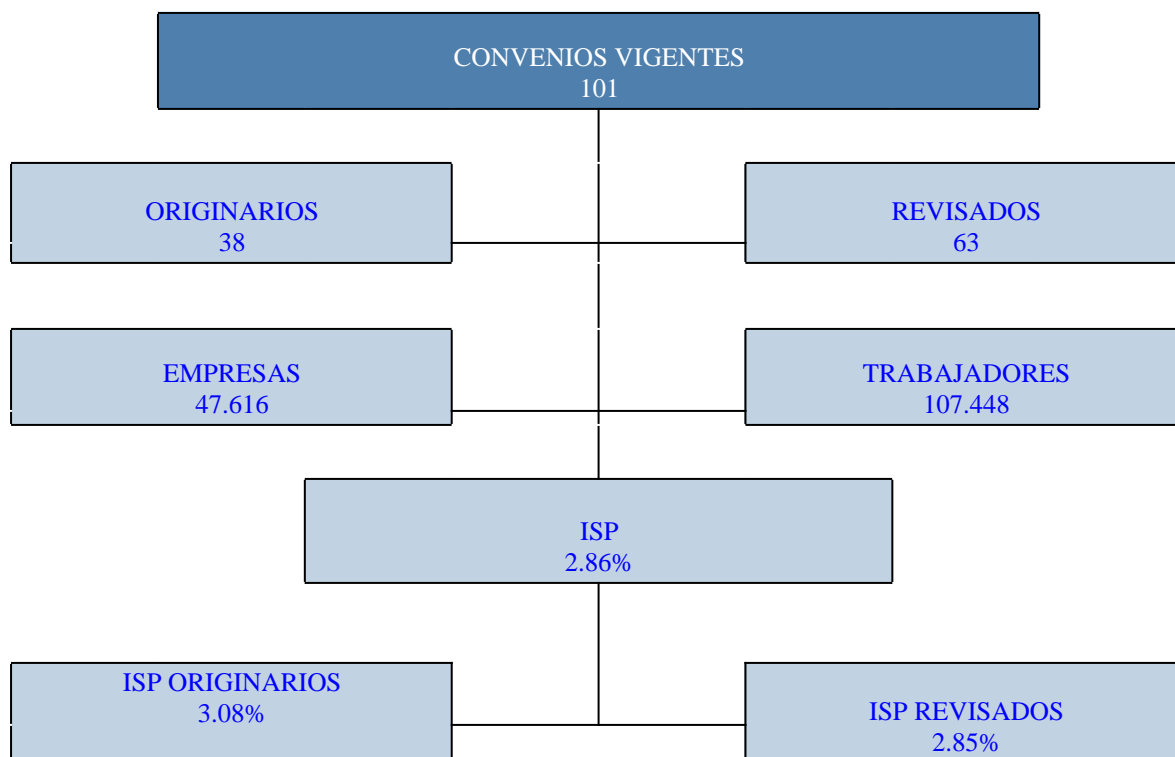 CONVENIOS VIGENTES
101
ORIGINARIOS
38
REVISADOS
63
EMPRESAS
47.616
TRABAJADORES
107.448
ISP
2.86%
ISP ORIGINARIOS
3.08%
ISP REVISADOS
2.85%